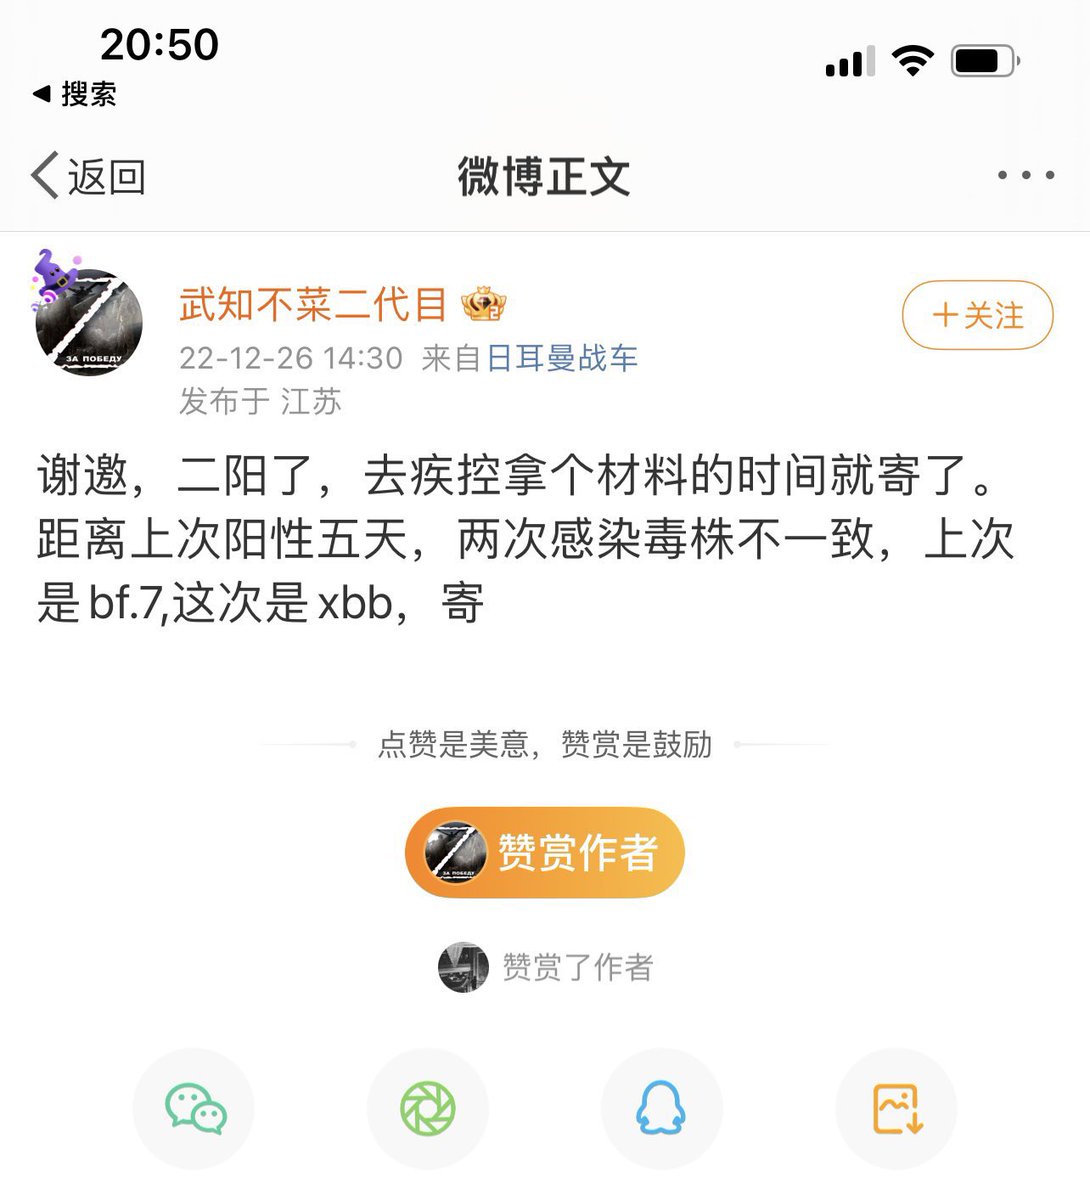 20:50
搜索
返回
微博正文
武知不菜二代目
+关注
22-12-26 14:30 来自日耳曼战车
发布于 江苏
ЗА ПОБЕДУ
谢邀，二阳了，去疾控拿个材料的时间就寄了。
距离上次阳性五天，两次感染毒株不一致，上次
是bf.7,这次是xbb，寄
点赞是美意，赞赏是鼓励
ЗА ПОБЕДУ
赞赏作者
赞赏了作者